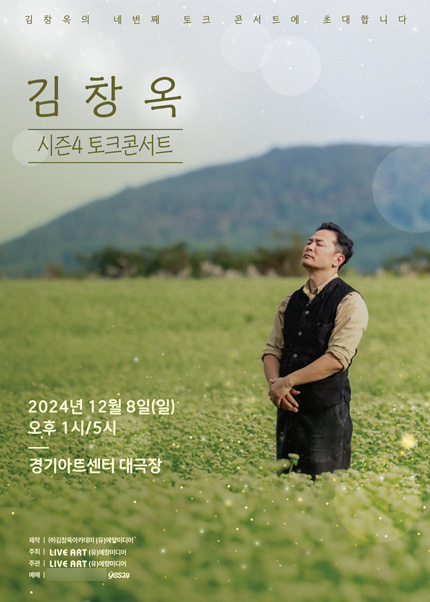 김창옥의 네번째 토크 콘서트에 초대합니다
김창옥
시즌4 토크콘서트
2024년 12월 8일(일)
오후 1시/5시
경기아트센터 대극장
제작 | ㈜김창옥아카데미 (유)예향미디어
주최 | LIVE ART (유)예향미디어
주관 | LIVE ART (유)예향미디어
예매 | yes24